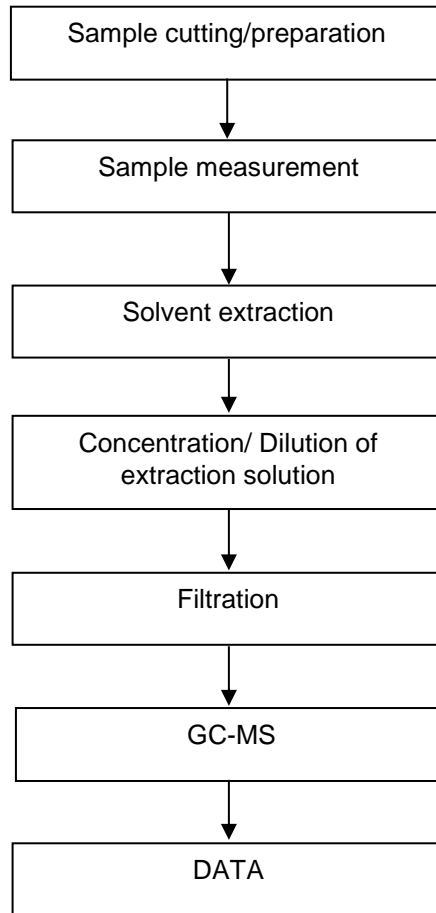 Sample cutting/preparation
Sample measurement
Solvent extraction
Concentration/ Dilution of
extraction solution
Filtration
GC-MS
DATA